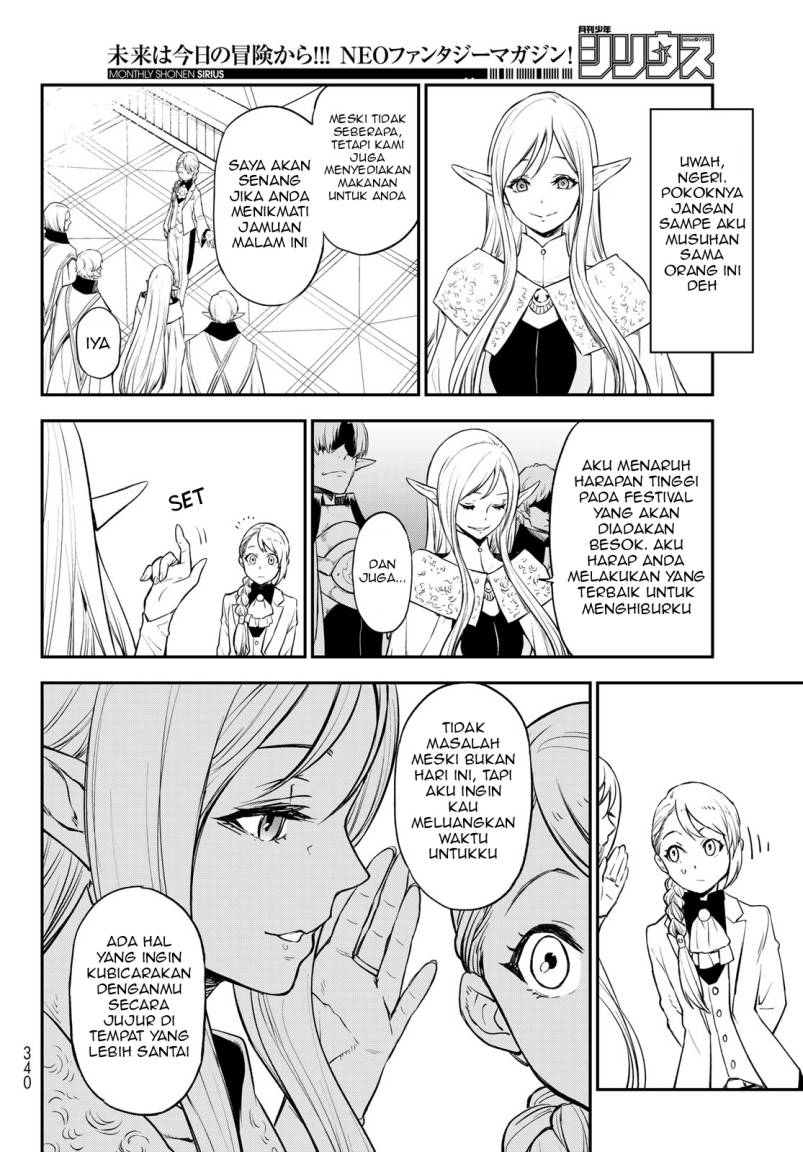 未来は今日の冒険から!!! NEOファンタジーマガジン!
月刊少年
シリウス
MONTHLY SHONEN SIRIUS
UWAH,
NGERI.
POKOKNYA
JANGAN
SAMPE AKU
MUSUHAN
SAMA
ORANG INI
DEH
MESKI TIDAK
SEBERAPA,
TETAPI KAMI
JUGA
MENYEDIAKAN
MAKANAN
UNTUK ANDA
SAYA AKAN
SENANG
JIKA ANDA
MENIKMATI
JAMUAN
MALAM INI
IYA
AKU MENARUH
HARAPAN TINGGI
PADA FESTIVAL
YANG AKAN
DIADAKAN
BESOK. AKU
HARAP ANDA
MELAKUKAN YANG
TERBAIK UNTUK
MENGHIBURKU
DAN
JUGA...
SET
TIDAK
MASALAH
MESKI BUKAN
HARI INI, TAPI
AKU INGIN
KAU
MELUANGKAN
WAKTU
UNTUKKU
ADA HAL
YANG INGIN
KUBICARAKAN
DENGANMU
SECARA
JUJUR DI
TEMPAT YANG
LEBIH SANTAI
340